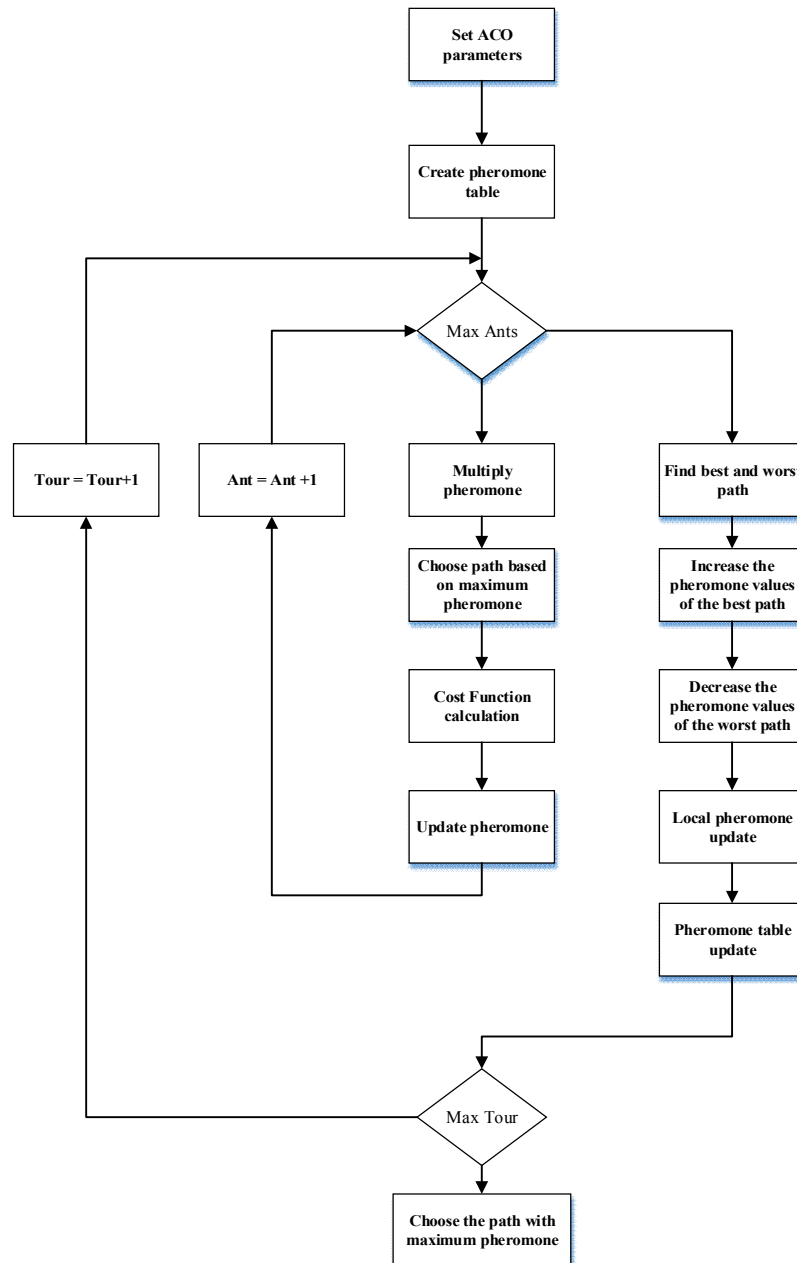 Set ACO
parameters
Create pheromone
table
Max Ants
Tour = Tour+1
Ant = Ant +1
Multiply
pheromone
Find best and worst
path
Choose path based
on maximum
pheromone
Increase the
pheromone values
of the best path
Cost Function
calculation
Decrease the
pheromone values
of the worst path
Update pheromone
Local pheromone
update
Pheromone table
update
Max Tour
Choose the path with
maximum pheromone